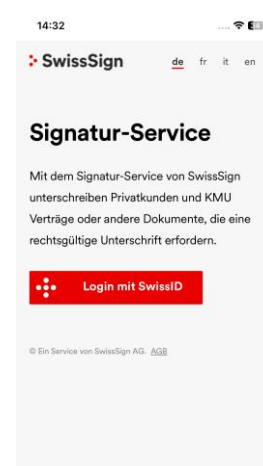 14:32
SwissSign
de fr it en
Signatur-Service
Mit dem Signatur-Service von SwissSign
unterschreiben Privatkunden und KMU
Verträge oder andere Dokumente, die eine
rechtsgültige Unterschrift erfordern.
Login mit SwissID
© Ein Service von SwissSign AG. AGB